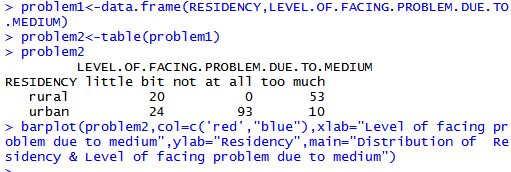 > problem1<-data.frame(RESIDENCY,LEVEL.OF.FACING.PROBLEM.DUE.TO
.MEDIUM)
> problem2<-table(problem1)
> problem2
         LEVEL.OF.FACING.PROBLEM.DUE.TO.MEDIUM
RESIDENCY little bit not at all too much
    rural         20          0       53
    urban         24         93       10
> barplot(problem2,col=c('red',"blue"),xlab="Level of facing pr
oblem due to medium",ylab="Residency",main="Distribution of  Re
sidency & Level of facing problem due to medium")
>